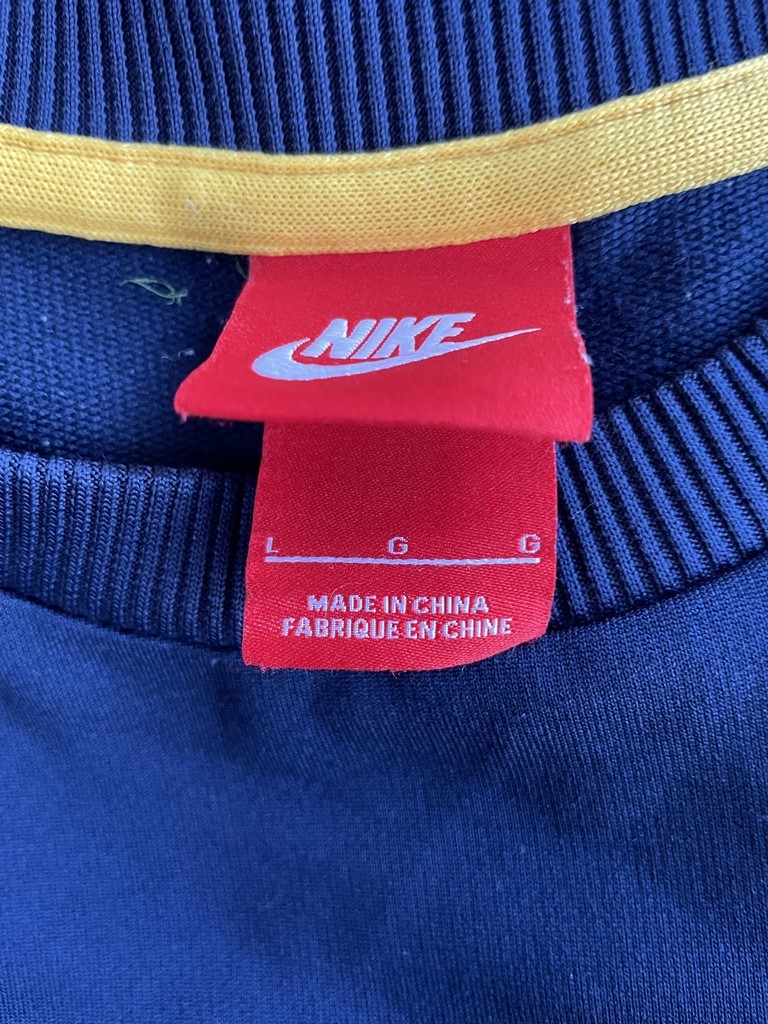 NIKE
L G G
MADE IN CHINA
FABRIQUE EN CHINE